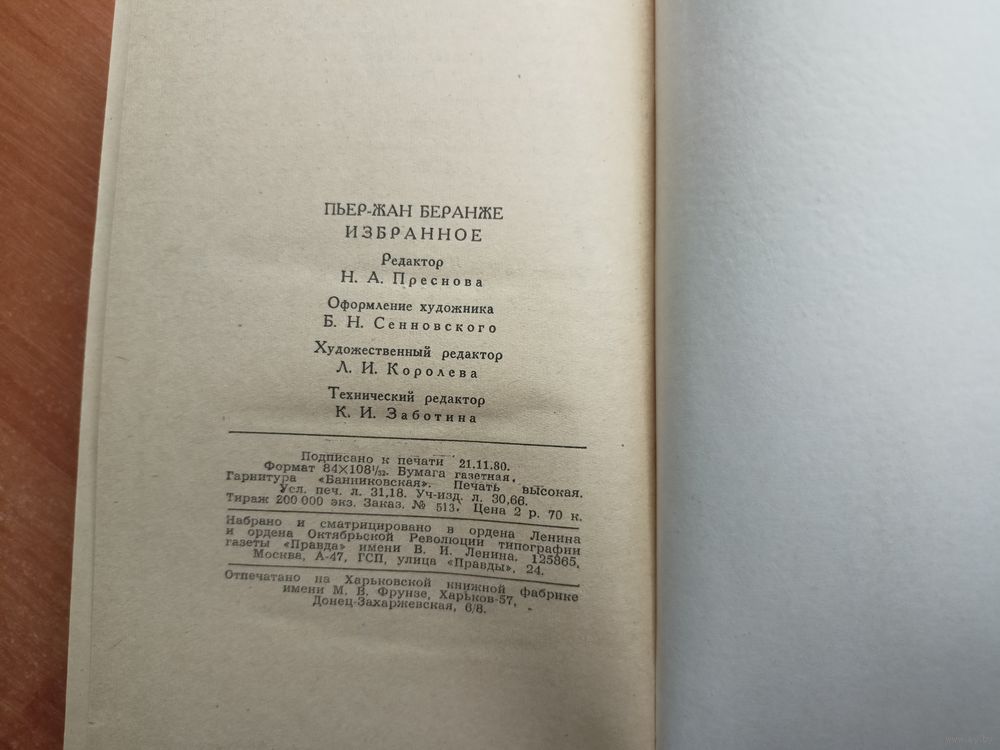 ПЬЕР-ЖАН БЕРАНЖЕ
ИЗБРАННОЕ
Редактор
Н. А. Преснова
Оформление художника
Б. Н. Сенновского
Художественный редактор
Л. И. Королева
Технический редактор
К. И. Заботина
Подписано к печати 21.11.80.
Формат 84×108¹/₃₂. Бумага газетная.
Гарнитура «Банниковская». Печать высокая.
Усл. печ. л. 31,18. Уч-изд. л. 30,66.
Тираж 200 000 экз. Заказ. № 513. Цена 2 р. 70 к.
Набрано и сматрицировано в ордена Ленина
и ордена Октябрьской Революции типографии
газеты «Правда» имени В. И. Ленина. 125865,
Москва, А-47, ГСП, улица «Правды», 24.
Отпечатано на Харьковской книжной фабрике
имени М. В. Фрунзе, Харьков-57,
Донец-Захаржевская, 6/8.